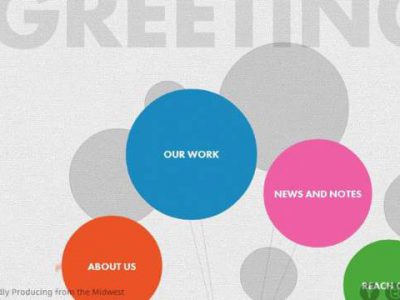 GREETING
OUR WORK
NEWS AND NOTES
ABOUT US
REACH
dly Producing from the Midwest